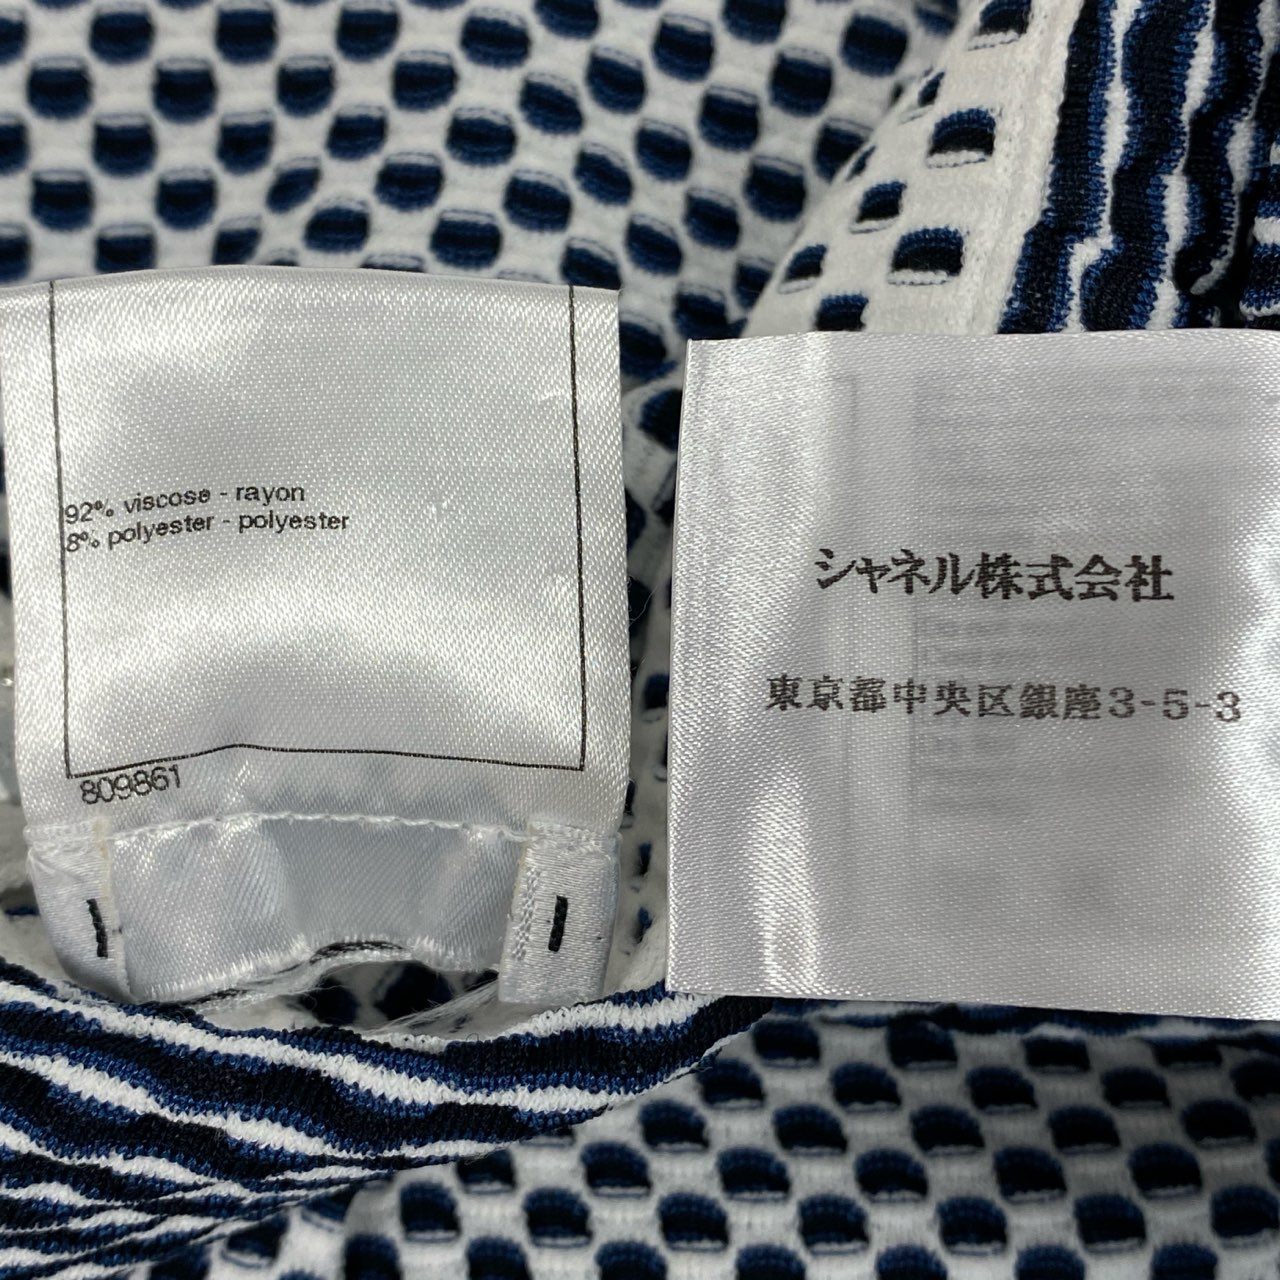 92% viscose - rayon
8% polyester - polyester
809861
シャネル株式会社
東京都中央区銀座3-5-3